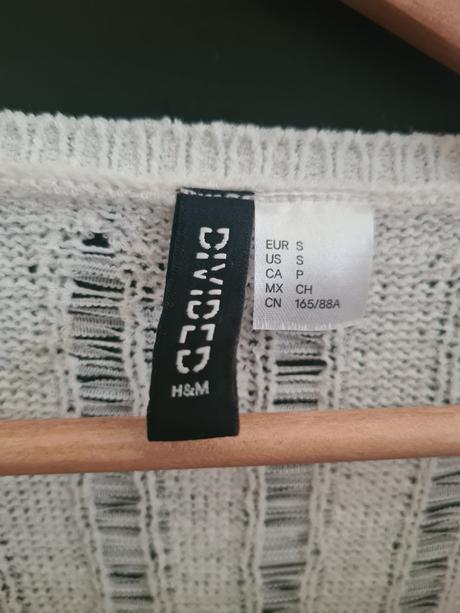 DIVIDED
H&M
EUR S
US S
CA P
MX CH
CN 165/88A